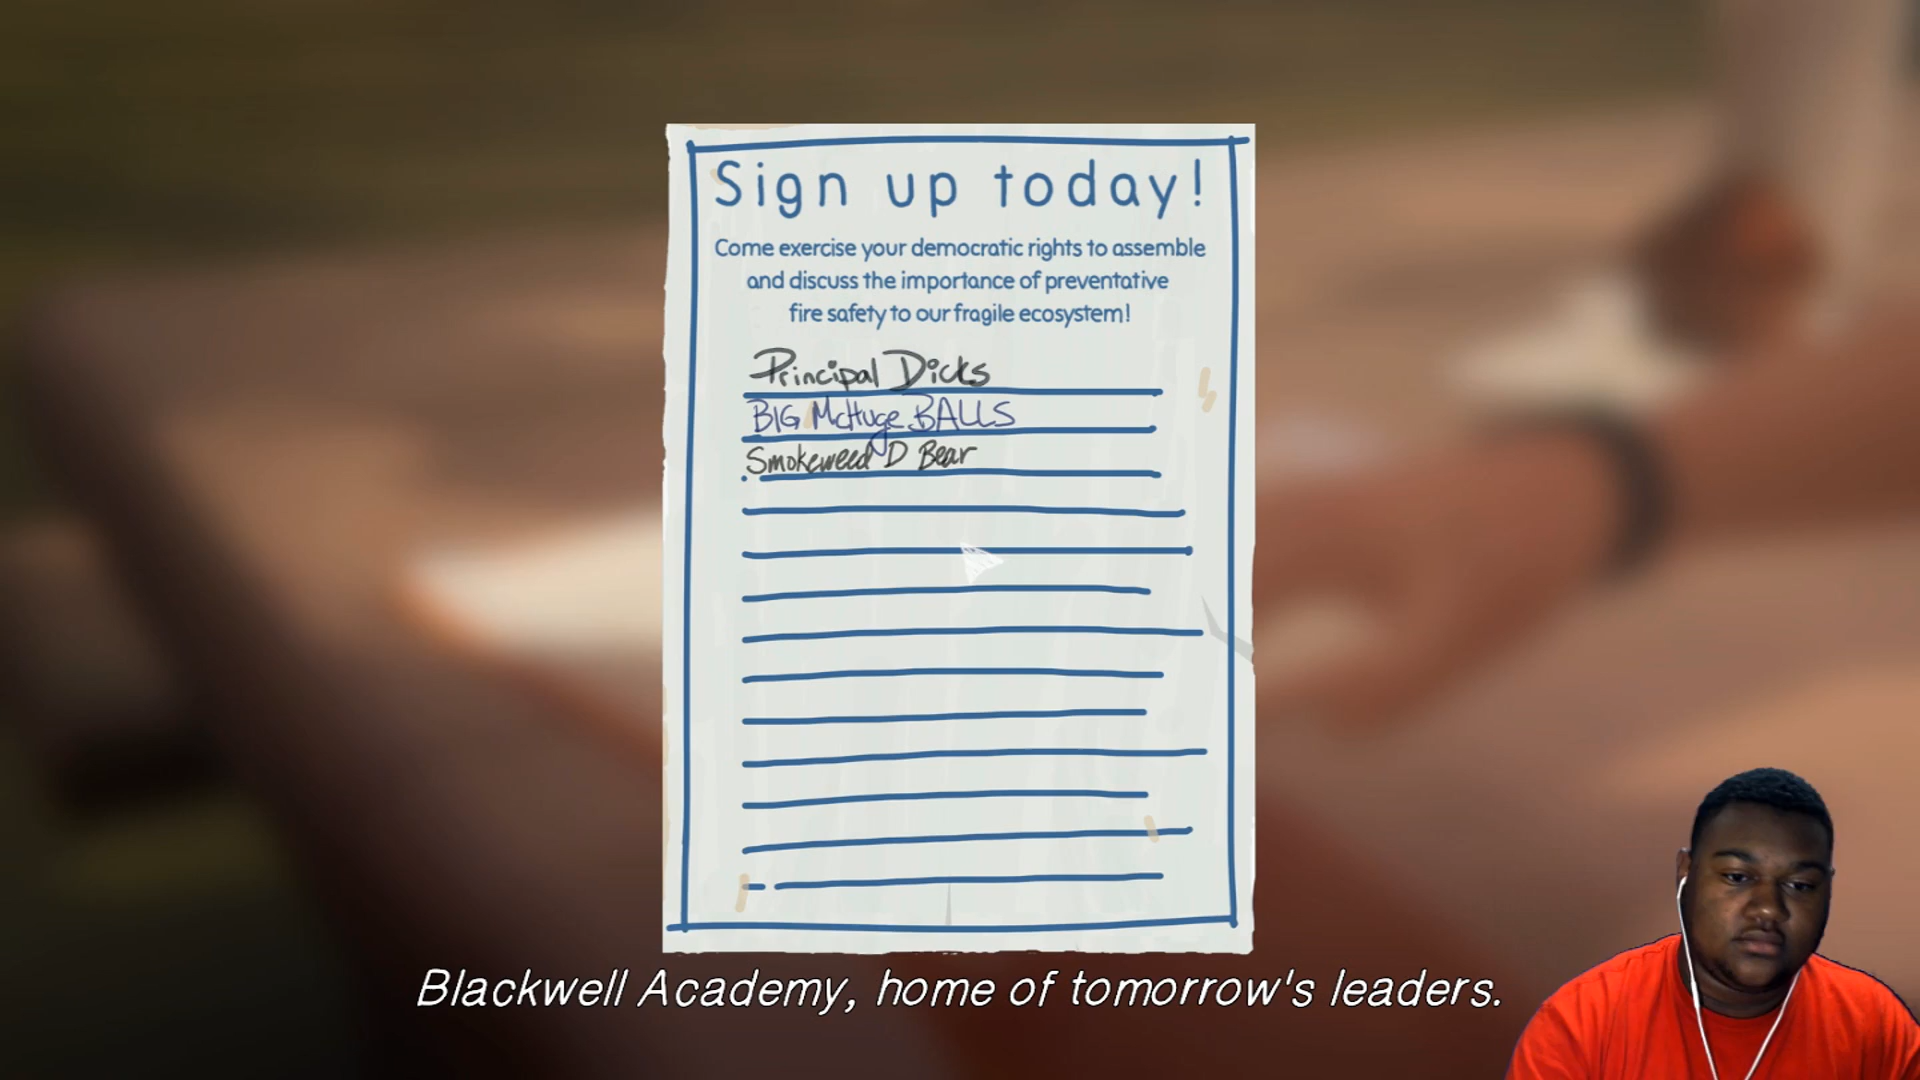 Sign up today!
Come exercise your democratic rights to assemble
and discuss the importance of preventative
fire safety to our fragile ecosystem!
Principal Dicks
BIG McHuge BALLS
Smokeweed D Bear
Blackwell Academy, home of tomorrow's leaders.